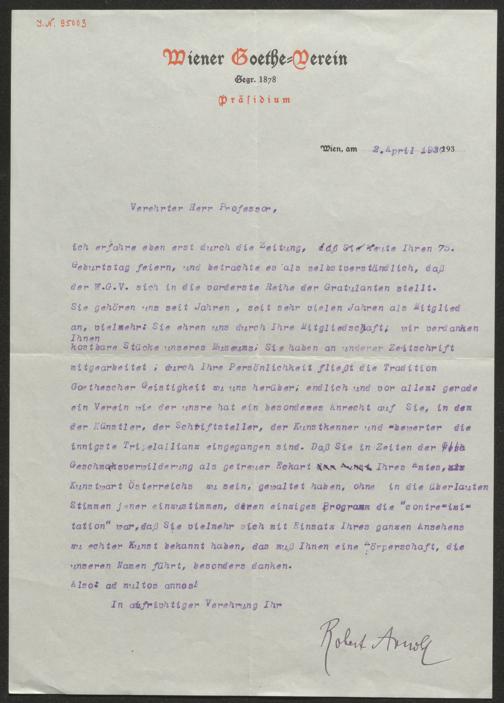 J.N. 95003
Wiener Goethe-Verein
Gegr. 1878
Präsidium
Wien, am 2.April 1930 193
Verehrter Herr Professor,
ich erfahre eben erst durch die Zeitung, daß Sie heute Ihren 75.
Geburtstag feiern, und betrachte es als selbstverständlich, daß
der W.G.V. sich in die vorderste Reihe der Gratulanten stellt.
Sie gehören uns seit Jahren , seit sehr vielen Jahren als Mitglied
an, vielmehr: Sie ehren uns durch Ihre Mitgliedschaft; wir verdanken
Ihnen
kostbare Stücke unseres Museums; Sie haben an unserer Zeitschrift
mitgearbeitet ; durch Ihre Persönlichkeit fließt die Tradition
Goethescher Geistigkeit zu uns herüber; endlich und vor allem: gerade
ein Verein wie der unsre hat ein besonderes Anrecht auf Sie, in dem
der Künstler, der Schriftsteller, der Kunstkenner und -bewerter die
innigste Tripelallianz eingegangen sind. Daß Sie in Zeiten der
Geschmacksverwilderung als getreuer Eckart Ihres Amtes,
Kunstwart Österreichs zu sein, gewaltet haben, ohne in die überlauten
Stimmen jener einzustimmen, deren einziges Programm die "contre-imi-
tation" war,daß Sie vielmehr sich mit Einsatz Ihres ganzen Ansehens
zu echter Kunst bekannt haben, das muß Ihnen eine Körperschaft, die
unseren Namen führt, besonders danken.
Also: ad multos annos!
In aufrichtiger Verehrung Ihr
Robert Arnold